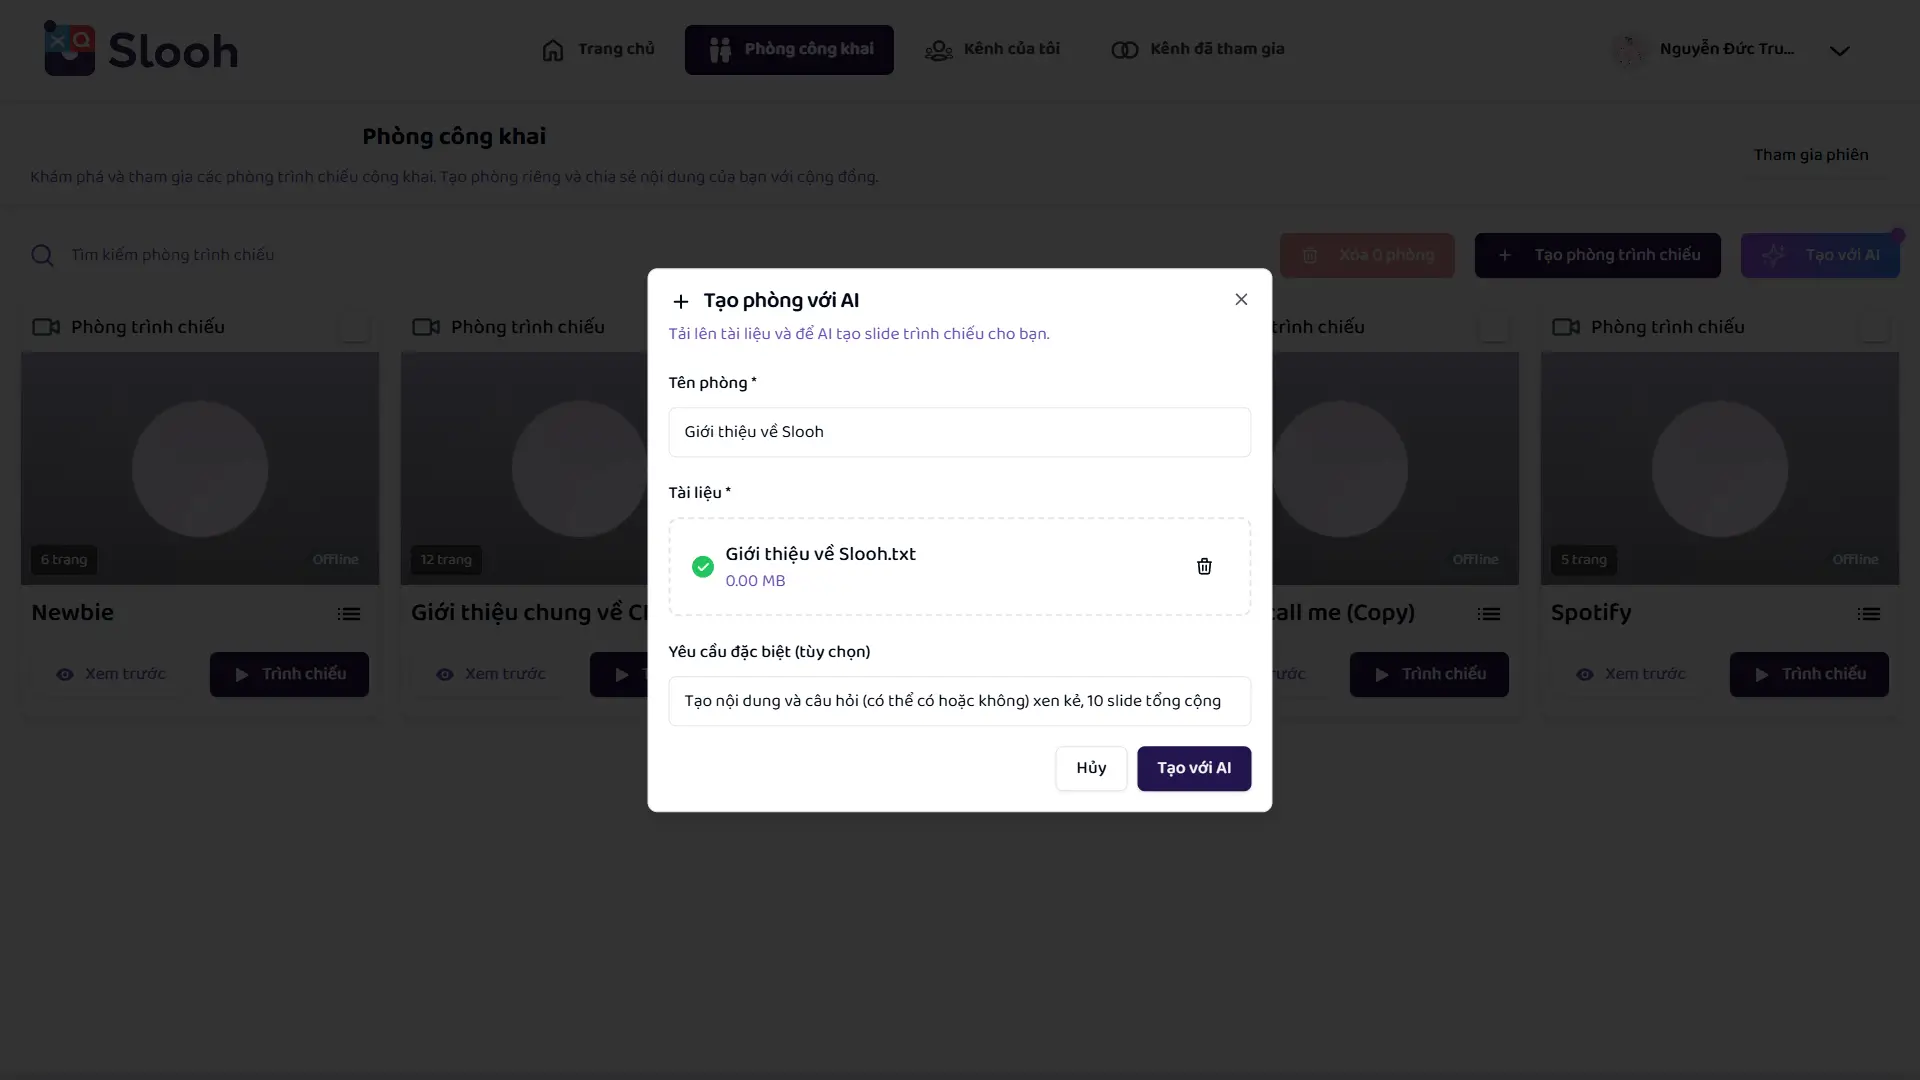 Slooh
Trang chủ
Phòng công khai
Kênh của tôi
Kênh đã tham gia
Nguyễn Đức Tru...
Phòng công khai
Khám phá và tham gia các phòng trình chiếu công khai. Tạo phòng riêng và chia sẻ nội dung của bạn với cộng đồng.
Tham gia phiên
Tìm kiếm phòng trình chiếu
Xóa 0 phòng
Tạo phòng trình chiếu
Tạo với AI
Tạo phòng với AI
Tải lên tài liệu và để AI tạo slide trình chiếu cho bạn.
Tên phòng *
Giới thiệu về Slooh
Tài liệu *
Giới thiệu về Slooh.txt
0.00 MB
Yêu cầu đặc biệt (tùy chọn)
Tạo nội dung và câu hỏi (có thể có hoặc không) xen kẻ, 10 slide tổng cộng
Hủy
Tạo với AI
Phòng trình chiếu
6 trang
Offline
Newbie
Xem trước
Trình chiếu
Phòng trình chiếu
12 trang
Giới thiệu chung về
Xem trước
trình chiếu
Offline
call me (Copy)
Trình chiếu
Phòng trình chiếu
5 trang
Offline
Spotify
Xem trước
Trình chiếu